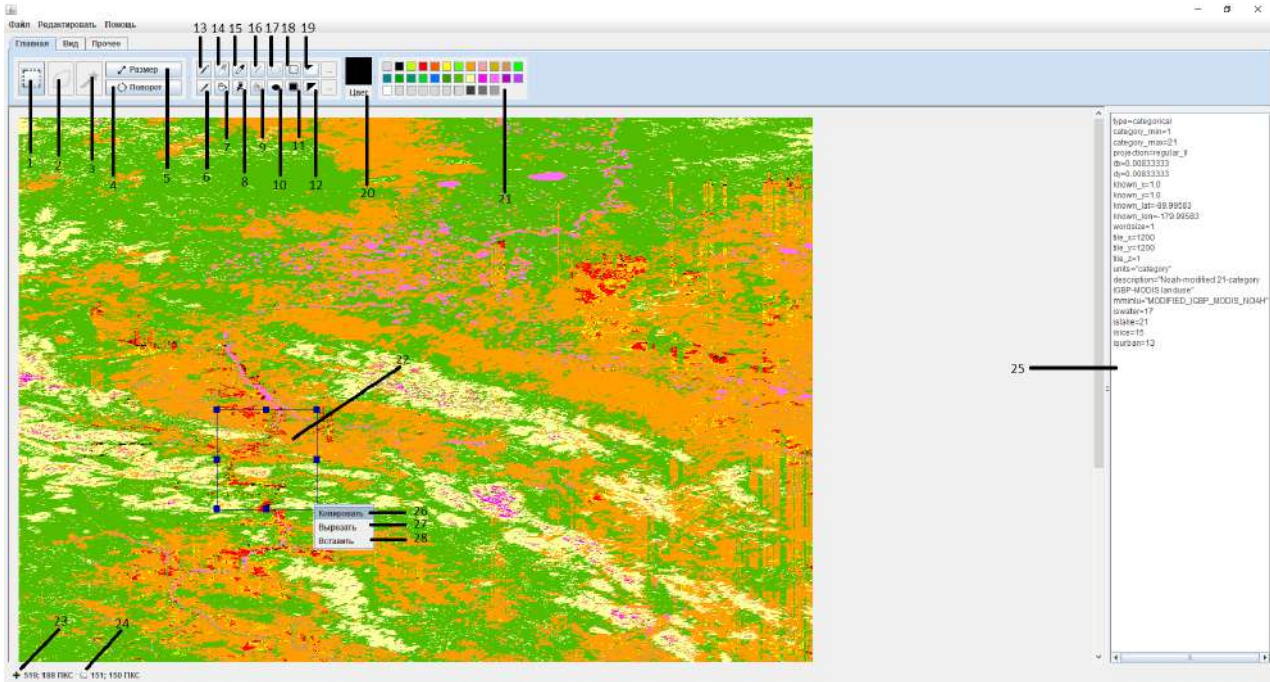 Файл Редактировать Помощь
Главная Вид Прочее
13 14 15 16 17 18 19
Размер
Поворот
Цвет
1 2 3 4 5 6 7 8 9 10 11 12 20 21
type=categorical
category_min=1
category_max=21
projection=regular_ll
dx=0.00833333
dy=0.00833333
known_x=1.0
known_y=1.0
known_lat=-89.99583
known_lon=-179.99583
wordsize=1
tile_x=1200
tile_y=1200
tile_z=1
units="category"
description="Noah-modified 21-category
IGBP-MODIS landuse"
mminlu="MODIFIED_IGBP_MODIS_NOAH"
iswater=17
islake=21
isice=15
isurban=13
22
25
Копировать 26
Вырезать 27
Вставить 28
23 24
519; 188 ПКС 151; 150 ПКС